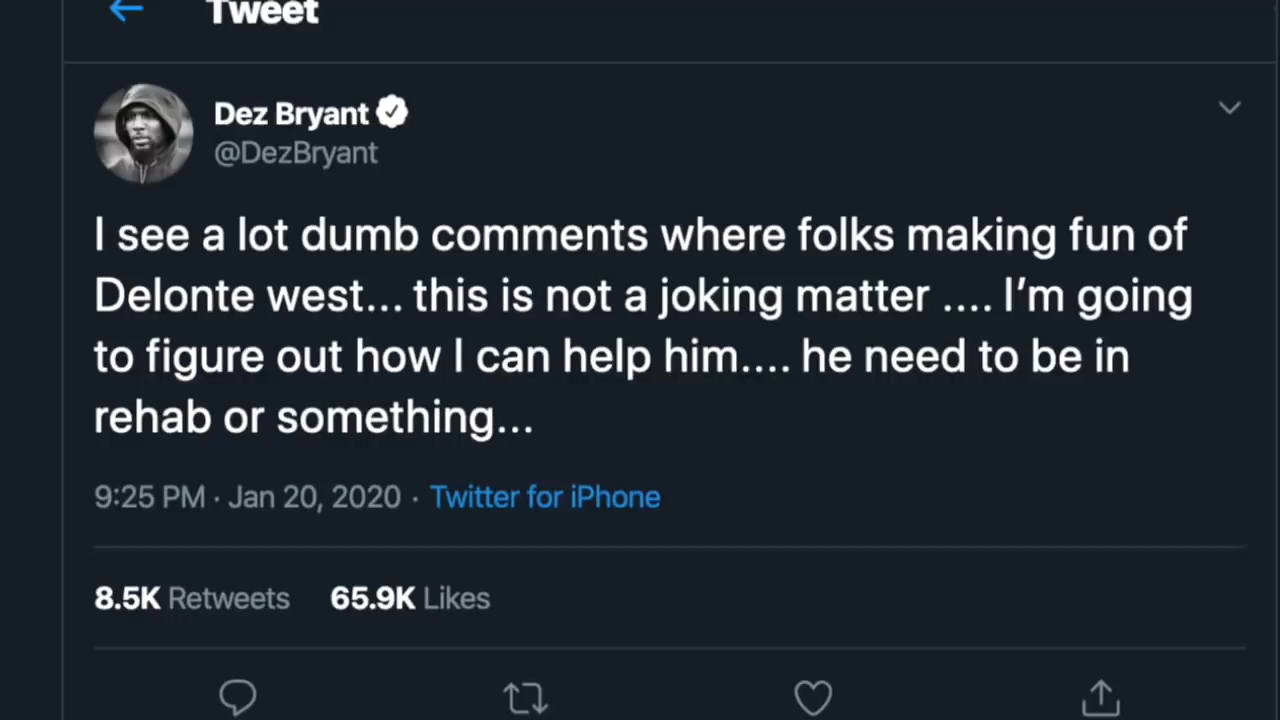 Tweet
Dez Bryant
@DezBryant
I see a lot dumb comments where folks making fun of
Delonte west... this is not a joking matter .... I’m going
to figure out how I can help him.... he need to be in
rehab or something...
9:25 PM · Jan 20, 2020 · Twitter for iPhone
8.5K Retweets 65.9K Likes